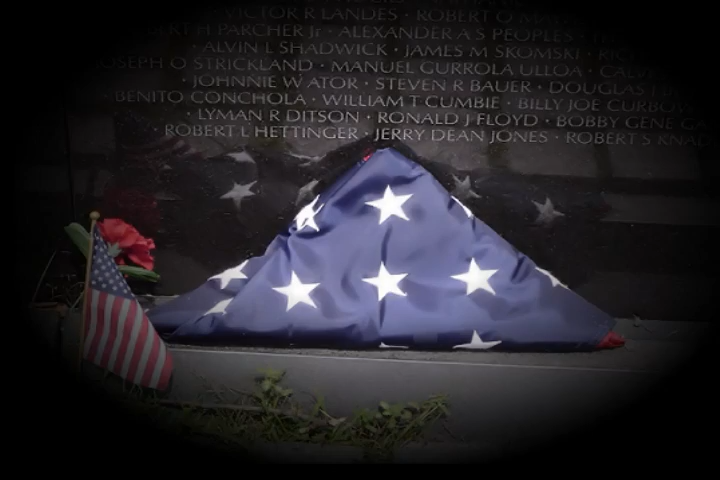 VICTOR R LANDES · ROBERT O
H PARCHER Jr · ALEXANDER A S PEOPLES ·
· ALVIN L SHADWICK · JAMES M SKOMSKI ·
JOSEPH O STRICKLAND · MANUEL GURROLA ULLOA ·
· JOHNNIE W ATOR · STEVEN R BAUER · DOUGLAS
BENITO CONCHOLA · WILLIAM T CUMBIE · BILLY JOE
· LYMAN R DITSON · RONALD J FLOYD · BOBBY GENE
· ROBERT L HETTINGER · JERRY DEAN JONES · ROBERT S